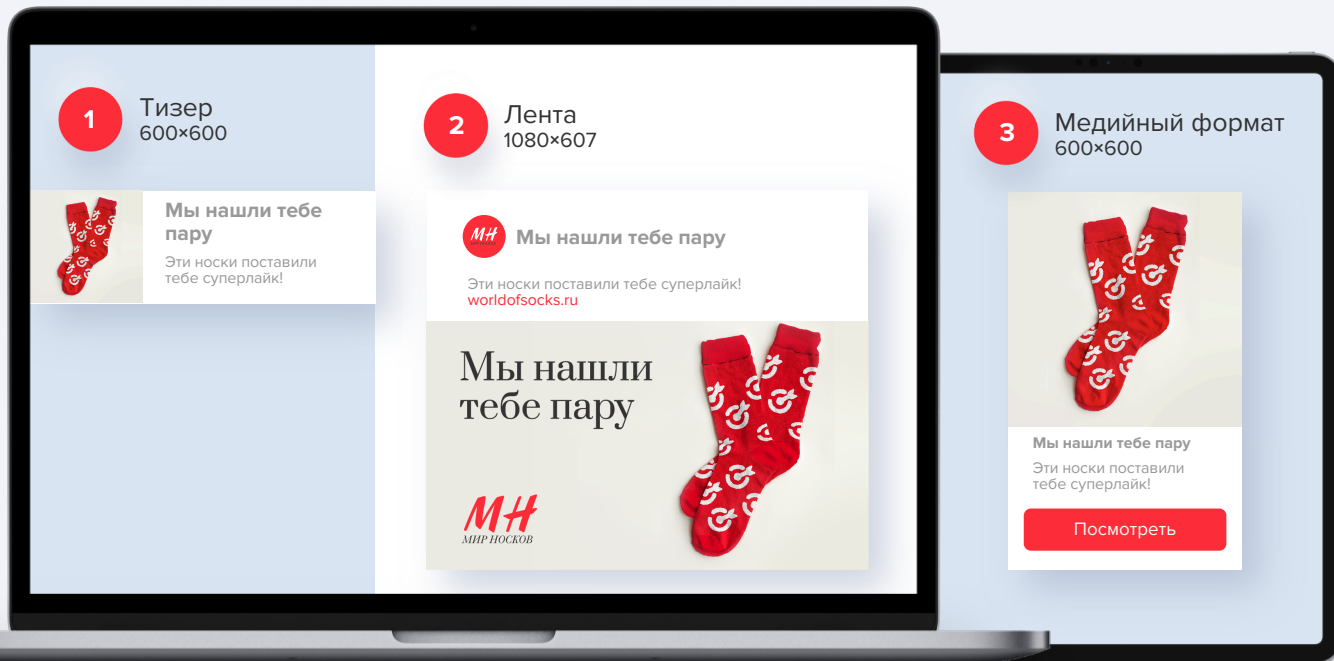 1
Тизер
600×600
Мы нашли тебе
пару
Эти носки поставили
тебе суперлайк!
2
Лента
1080×607
МН
Мы нашли тебе пару
Эти носки поставили тебе суперлайк!
worldofsocks.ru
Мы нашли
тебе пару
МН
МИР НОСКОВ
3
Медийный формат
600×600
Мы нашли тебе пару
Эти носки поставили
тебе суперлайк!
Посмотреть